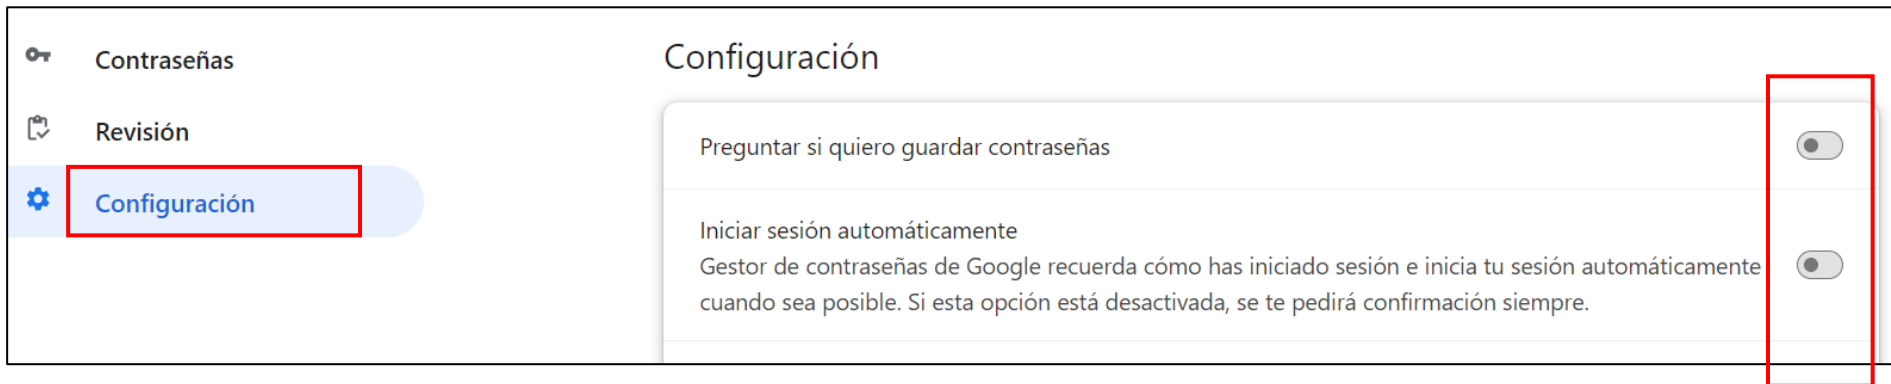 Contraseñas
Revisión
Configuración
Configuración
Preguntar si quiero guardar contraseñas
Iniciar sesión automáticamente
Gestor de contraseñas de Google recuerda cómo has iniciado sesión e inicia tu sesión automáticamente
cuando sea posible. Si esta opción está desactivada, se te pedirá confirmación siempre.